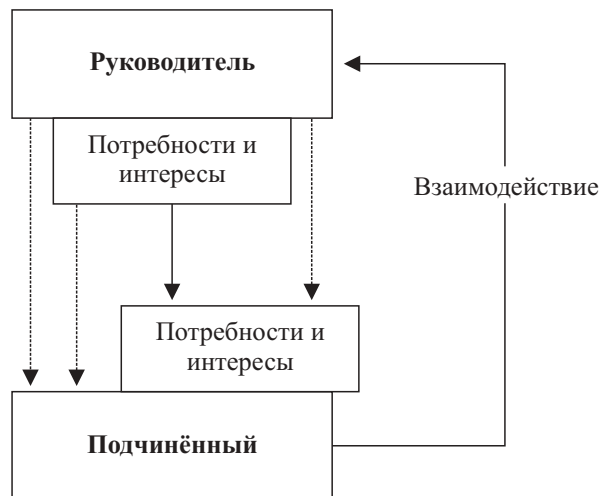 Руководитель
Потребности и
интересы
Взаимодействие
Потребности и
интересы
Подчинённый